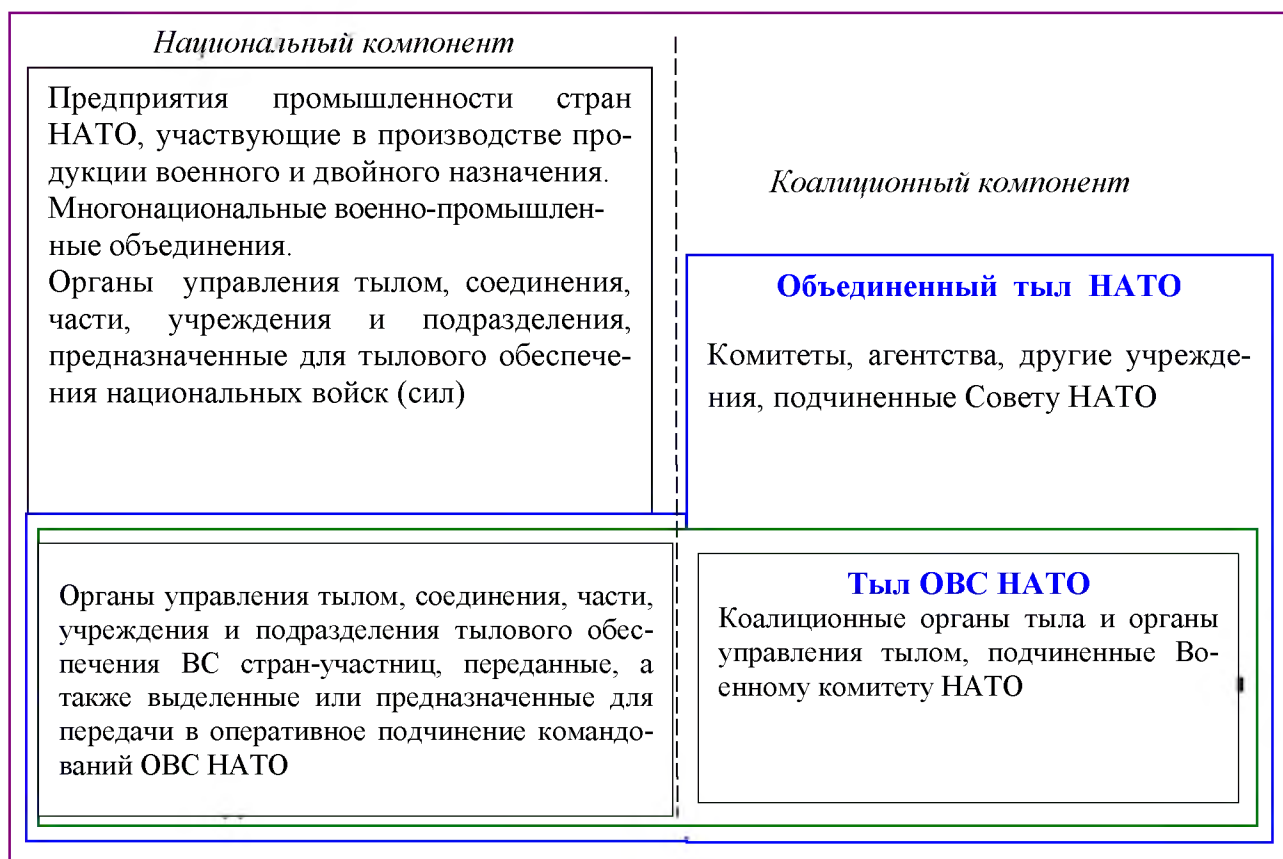 Национальный компонент
Предприятия промышленности стран
НАТО, участвующие в производстве про-
дукции военного и двойного назначения.
Многонациональные военно-промышлен-
ные объединения.
Органы управления тылом, соединения,
части, учреждения и подразделения,
предназначенные для тылового обеспече-
ния национальных войск (сил)
Коалиционный компонент
Объединенный тыл НАТО
Комитеты, агентства, другие учрежде-
ния, подчиненные Совету НАТО
Органы управления тылом, соединения, части,
учреждения и подразделения тылового обес-
печения ВС стран-участниц, переданные, а
также выделенные или предназначенные для
передачи в оперативное подчинение командо-
ваний ОВС НАТО
Тыл ОВС НАТО
Коалиционные органы тыла и органы
управления тылом, подчиненные Во-
енному комитету НАТО